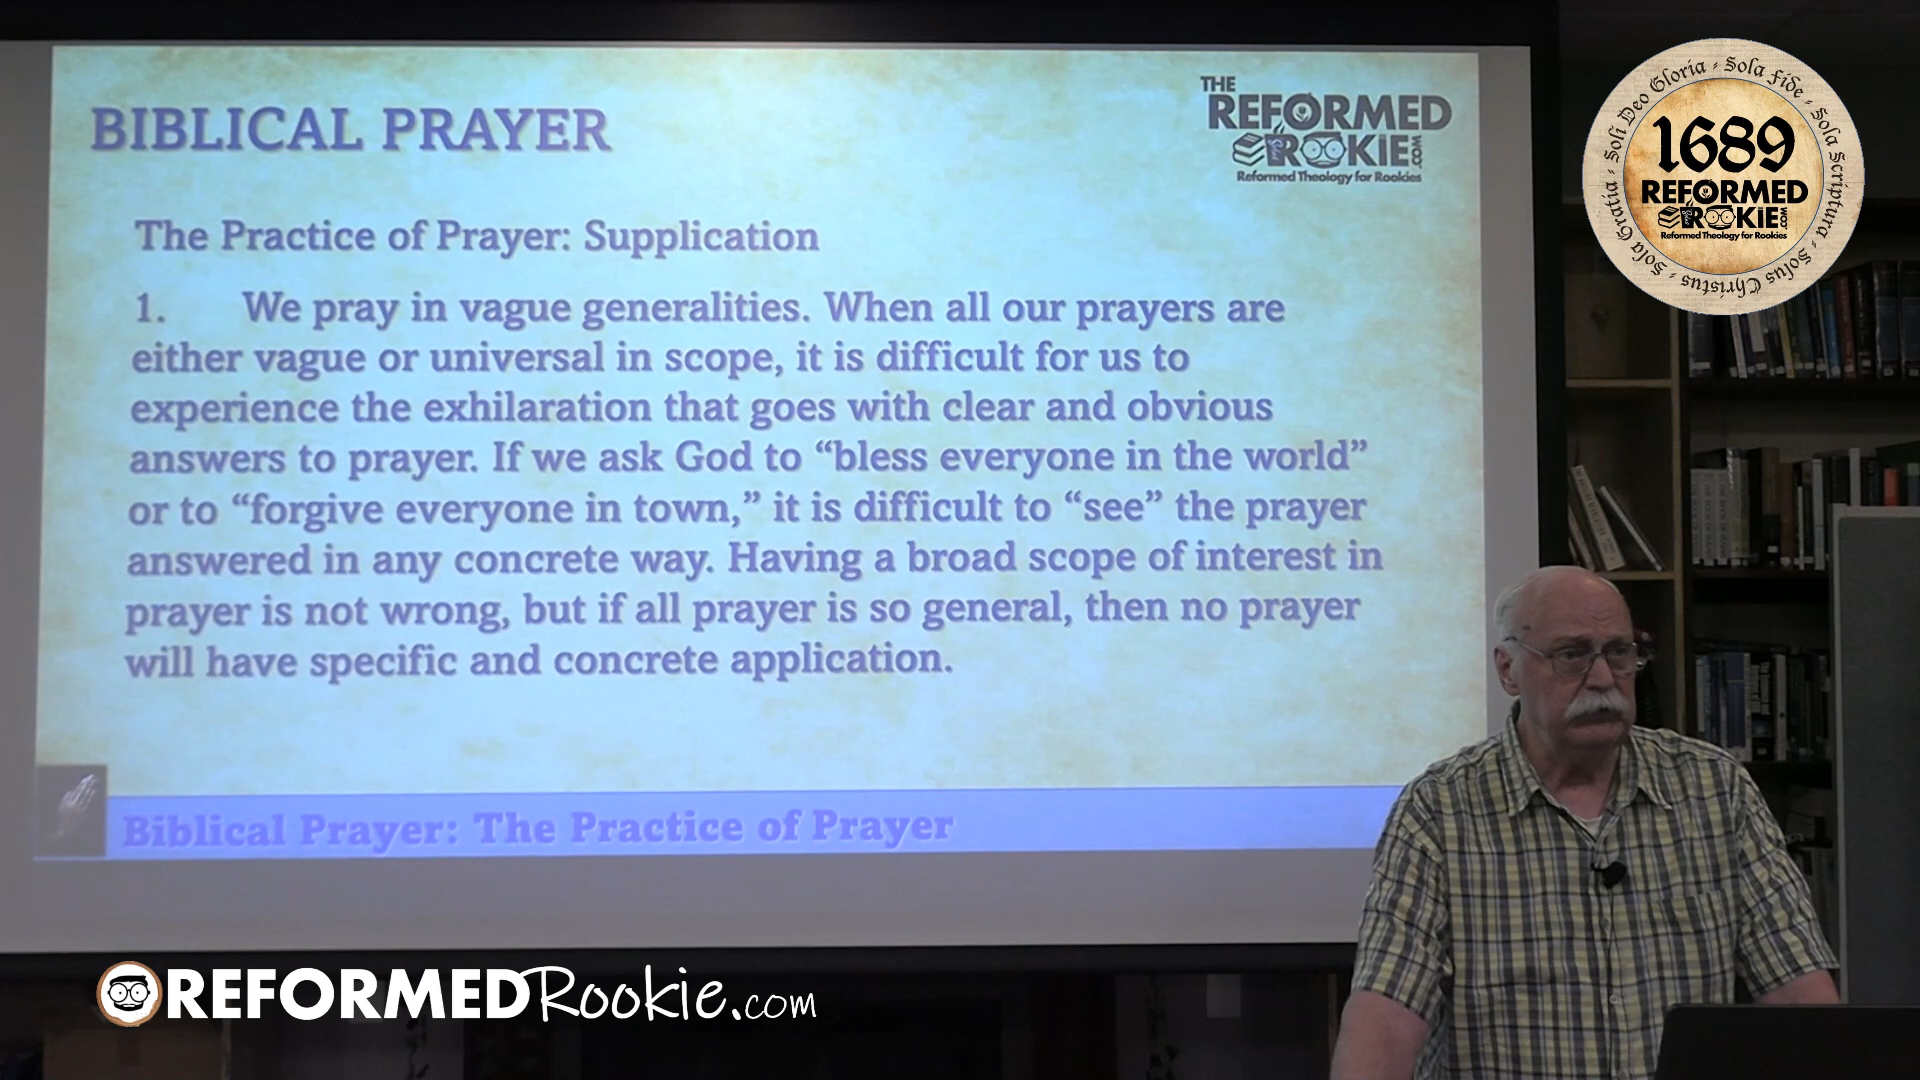 BIBLICAL PRAYER
THE
REFORMED
ROOKIE.COM
Reformed Theology for Rookies
The Practice of Prayer: Supplication
1. We pray in vague generalities. When all our prayers are
either vague or universal in scope, it is difficult for us to
experience the exhilaration that goes with clear and obvious
answers to prayer. If we ask God to “bless everyone in the world”
or to “forgive everyone in town,” it is difficult to “see” the prayer
answered in any concrete way. Having a broad scope of interest in
prayer is not wrong, but if all prayer is so general, then no prayer
will have specific and concrete application.
Biblical Prayer: The Practice of Prayer
Sola Gratia - Soli Deo Gloria - Sola Fide - Sola Scriptura - Solus Christus -
1689
REFORMED
ROOKIE.COM
Reformed Theology for Rookies
REFORMEDRookie.com